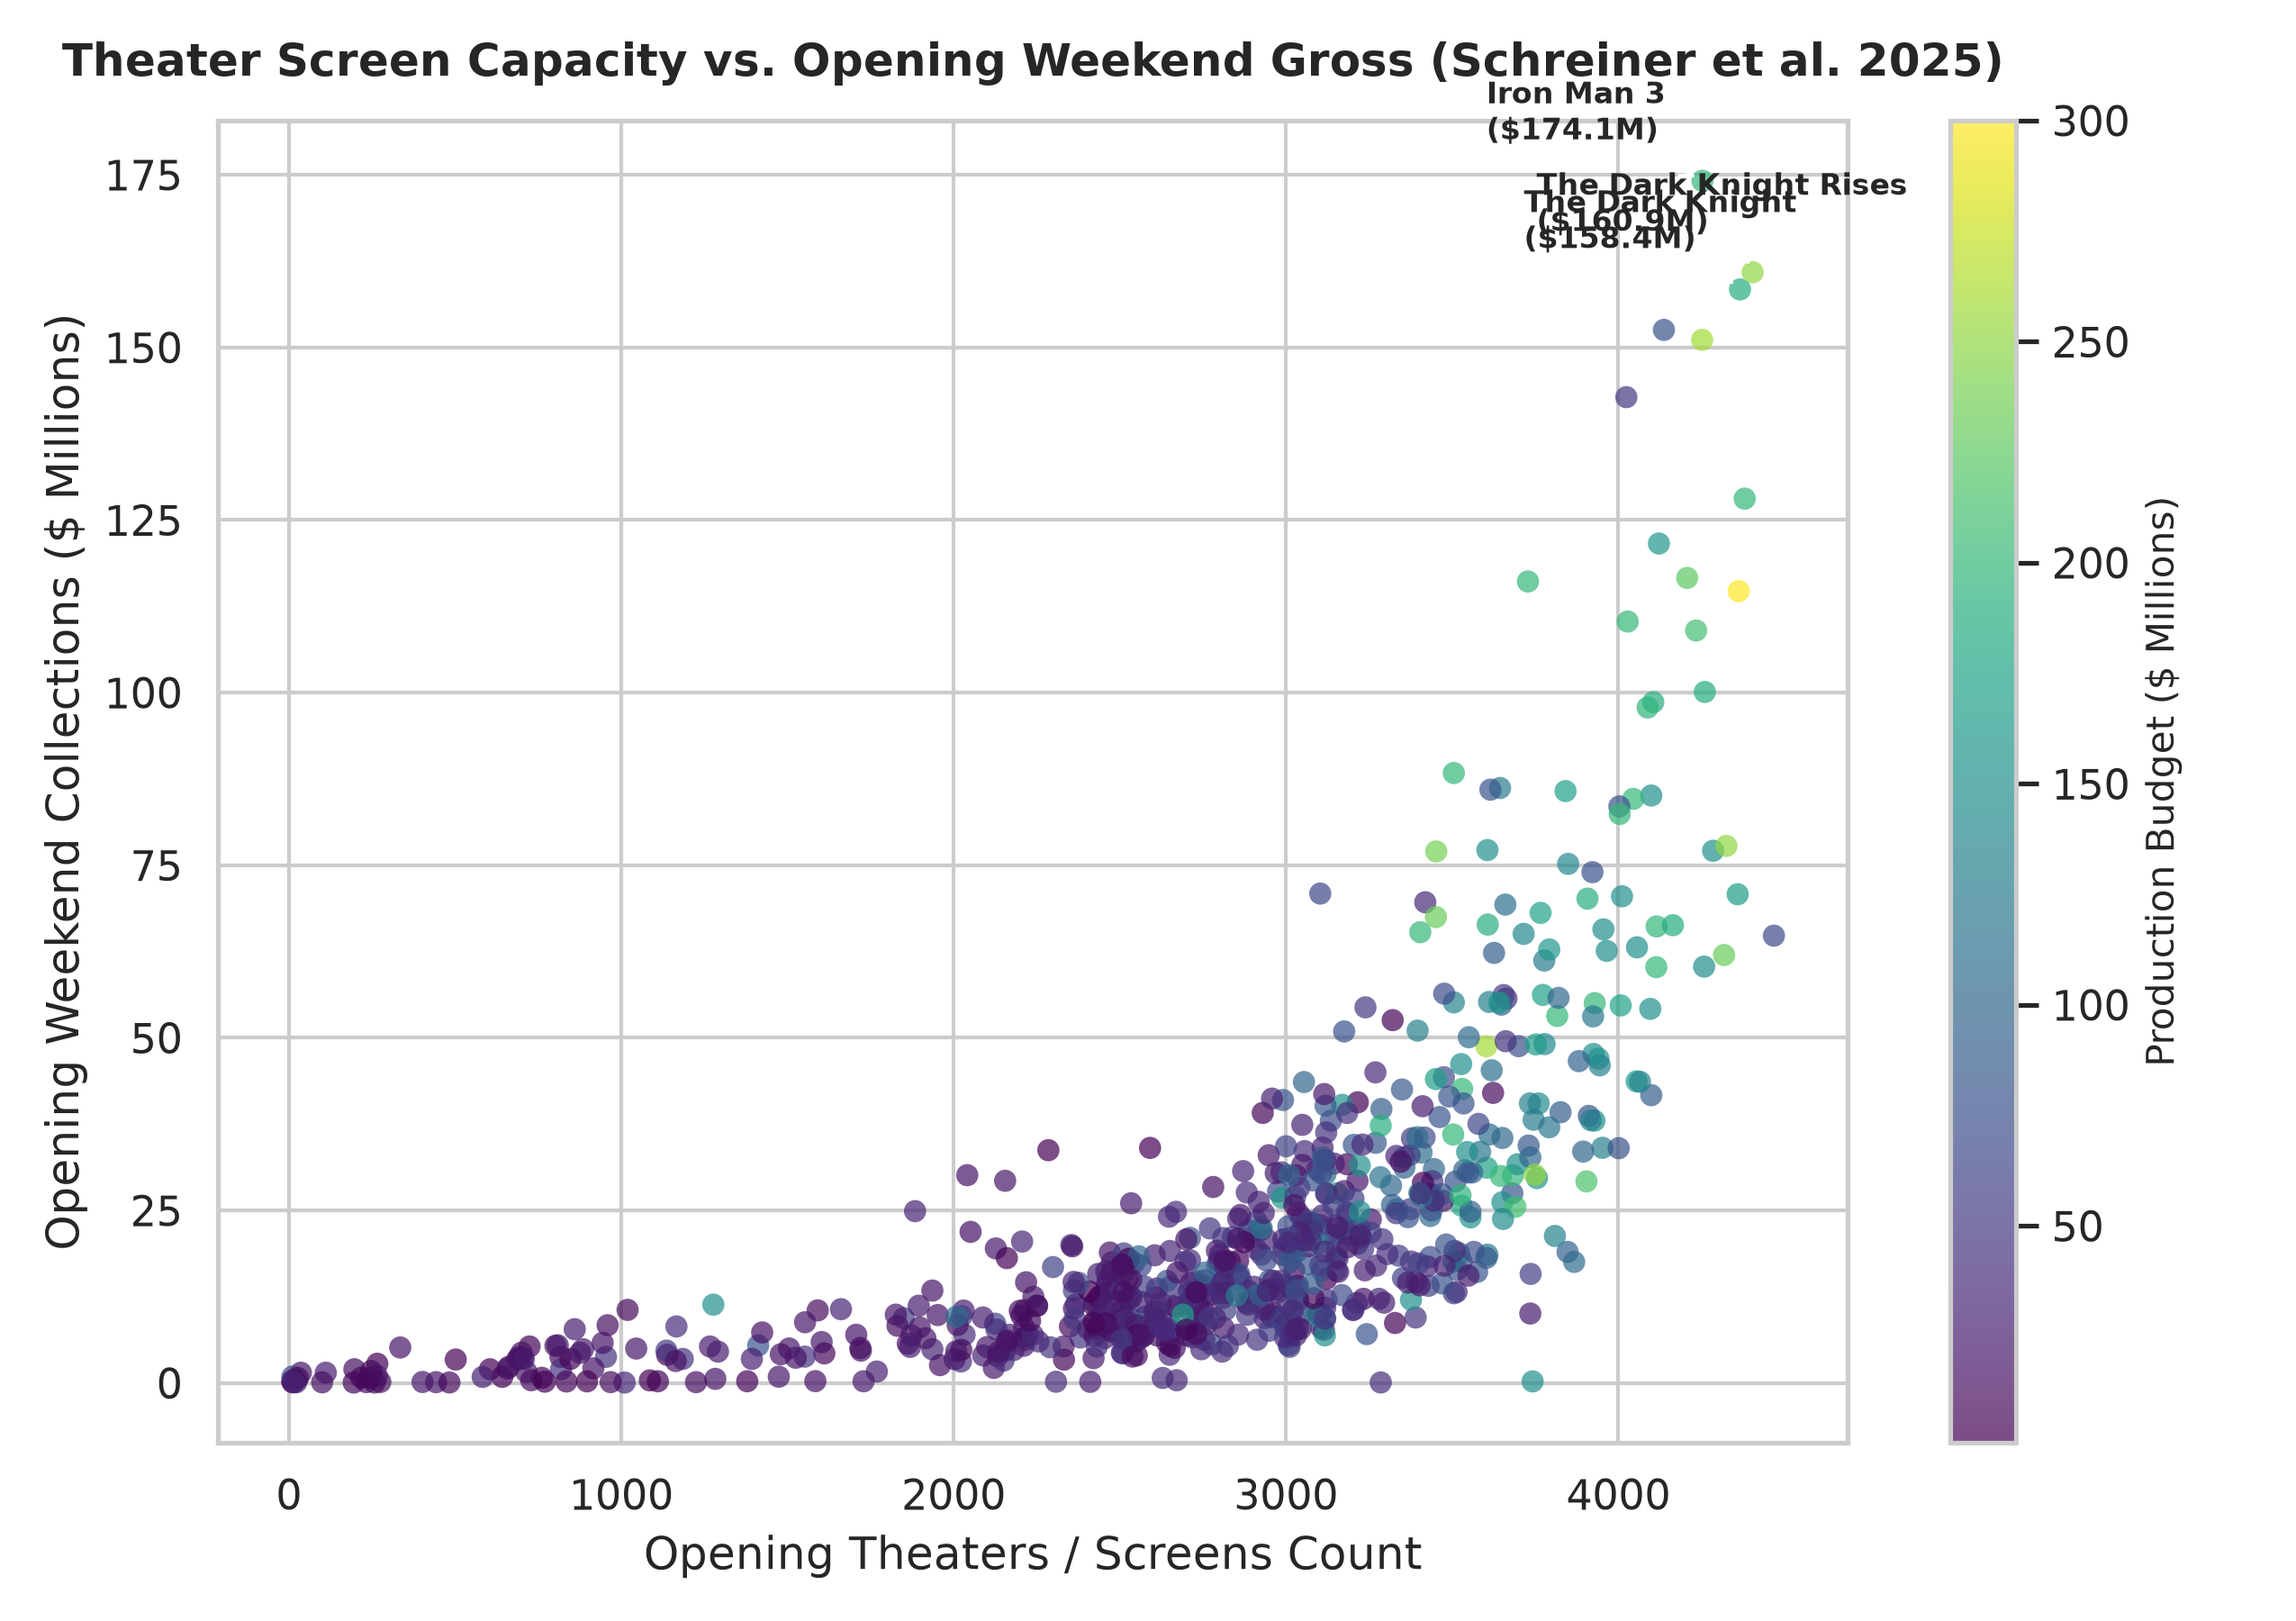 Theater Screen Capacity vs. Opening Weekend Gross (Schreiner et al. 2025)
Iron Man 3
($174.1M)
The Dark Knight Rises
($160.9M)
The Dark Knight
($158.4M)
Opening Weekend Collections ($ Millions)
175
150
125
100
75
50
25
0
0
1000
2000
3000
4000
Opening Theaters / Screens Count
300
250
200
150
100
50
Production Budget ($ Millions)